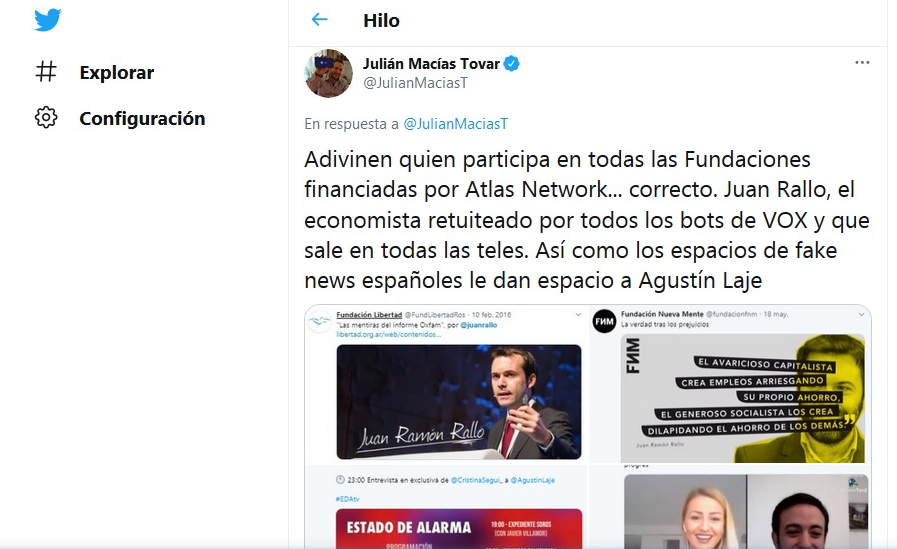 Hilo
Explorar
Configuración
Julián Macías Tovar
@JulianMaciasT
En respuesta a @JulianMaciasT
Adivinen quien participa en todas las Fundaciones
financiadas por Atlas Network... correcto. Juan Rallo, el
economista retuiteado por todos los bots de VOX y que
sale en todas las teles. Así como los espacios de fake
news españoles le dan espacio a Agustín Laje
Fundación Libertad @FundLibertadRos · 10 feb. 2016
"Las mentiras del informe Oxfam", por @juanrallo
libertad.org.ar/web/contenidos...
Juan Ramón Rallo
FNM
Fundación Nueva Mente @fundacionfnm · 18 may.
La verdad tras los prejuicios
FNM
EL AVARICIOSO CAPITALISTA
CREA EMPLEOS ARRIESGANDO
SU PROPIO AHORRO,
EL GENEROSO SOCIALISTA LOS CREA
DILAPIDANDO EL AHORRO DE LOS DEMÁS.”
Juan Ramón Rallo
23:00 Entrevista en exclusiva de @CristinaSegui_ a @AgustinLaje
#EDAtv
ESTADO DE ALARMA
PROGRAMACIÓN
19:00 - EXPEDIENTE SOROS
(CON JAVIER VILLAMOR)